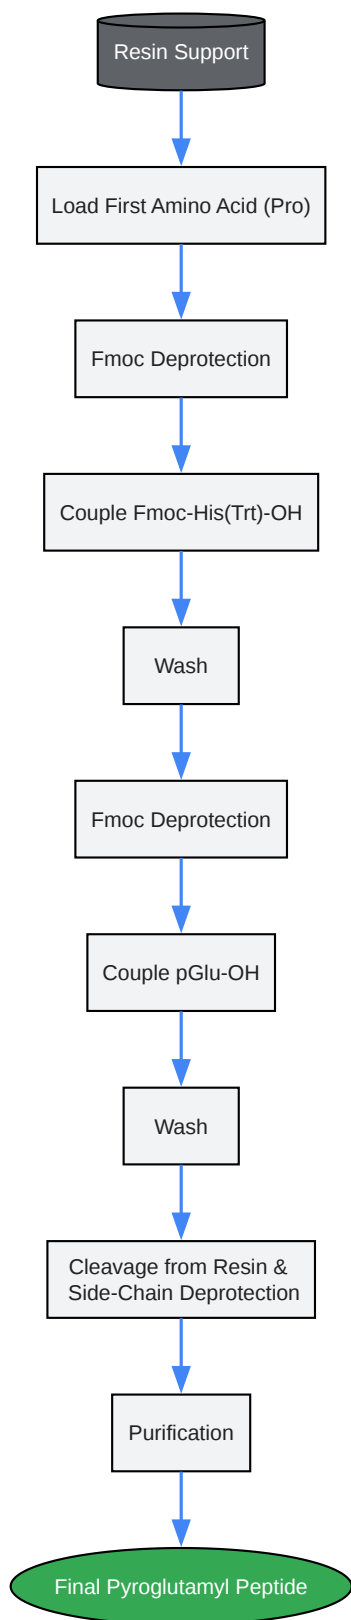 Resin Support
Load First Amino Acid (Pro)
Fmoc Deprotection
Couple Fmoc-His(Trt)-OH
Wash
Fmoc Deprotection
Couple pGlu-OH
Wash
Cleavage from Resin &
Side-Chain Deprotection
Purification
Final Pyroglutamyl Peptide